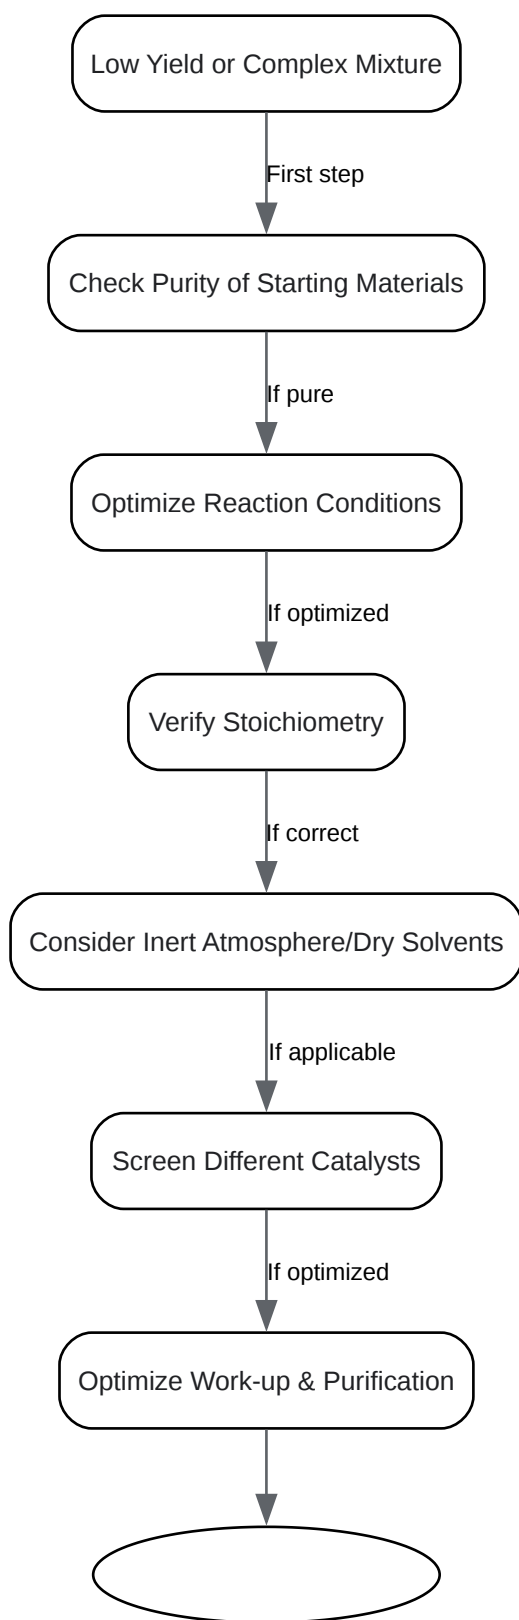 Low Yield or Complex Mixture
First step
Check Purity of Starting Materials
If pure
Optimize Reaction Conditions
If optimized
Verify Stoichiometry
If correct
Consider Inert Atmosphere/Dry Solvents
If applicable
Screen Different Catalysts
If optimized
Optimize Work-up & Purification